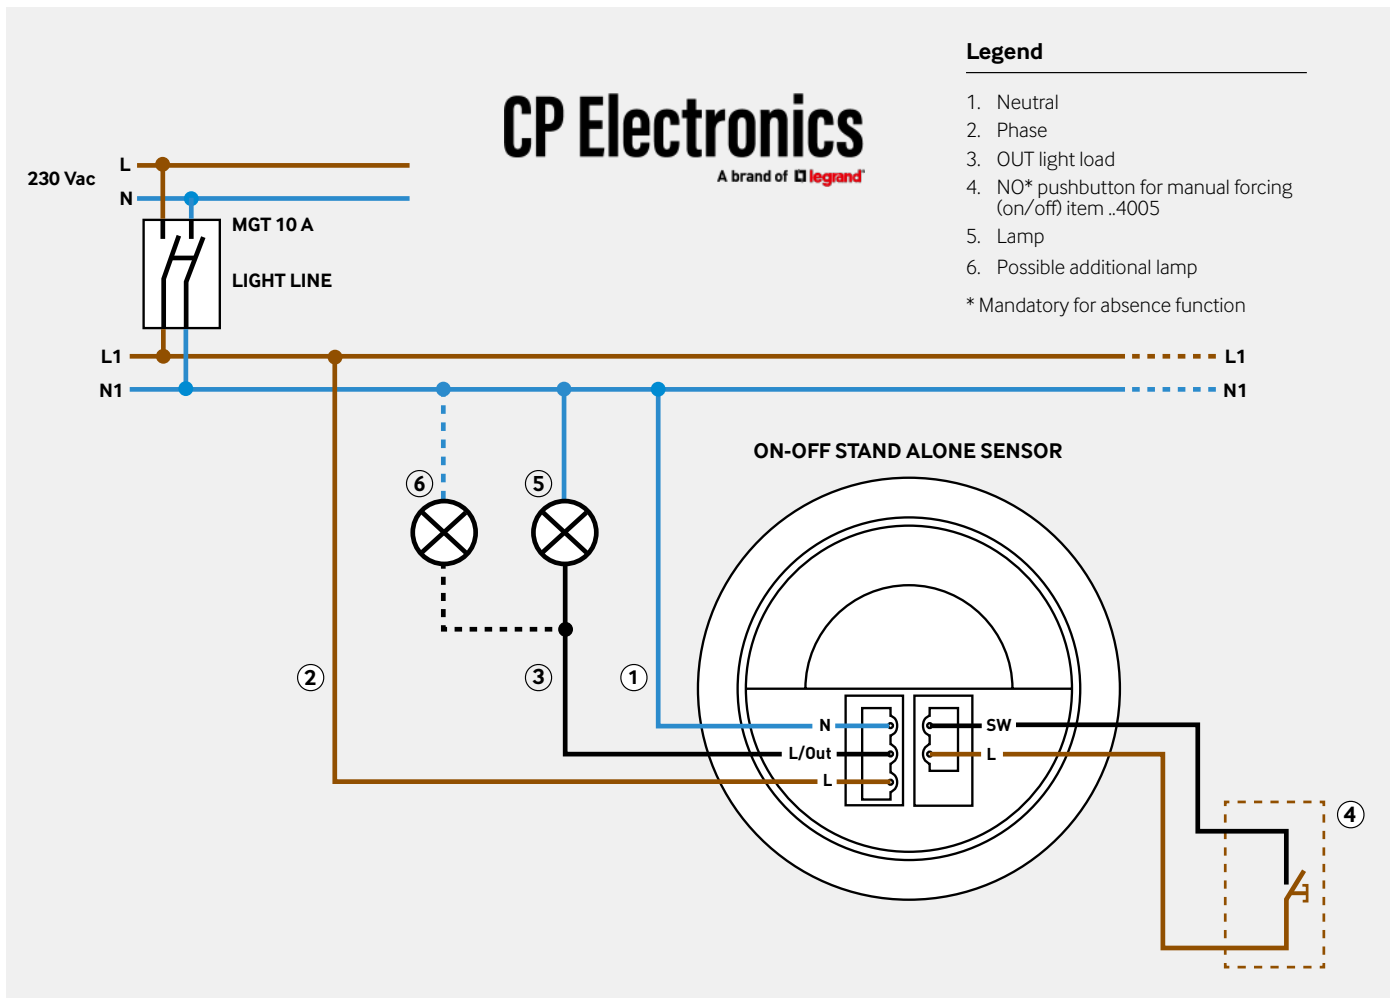 CP Electronics
A brand of legrand
Legend
1. Neutral
2. Phase
3. OUT light load
4. NO* pushbutton for manual forcing
(on/off) item ..4005
5. Lamp
6. Possible additional lamp
* Mandatory for absence function
230 Vac
L
N
MGT 10 A
LIGHT LINE
L1
L1
N1
N1
ON-OFF STAND ALONE SENSOR
6
5
2
3
1
N
SW
L/Out
L
L
4